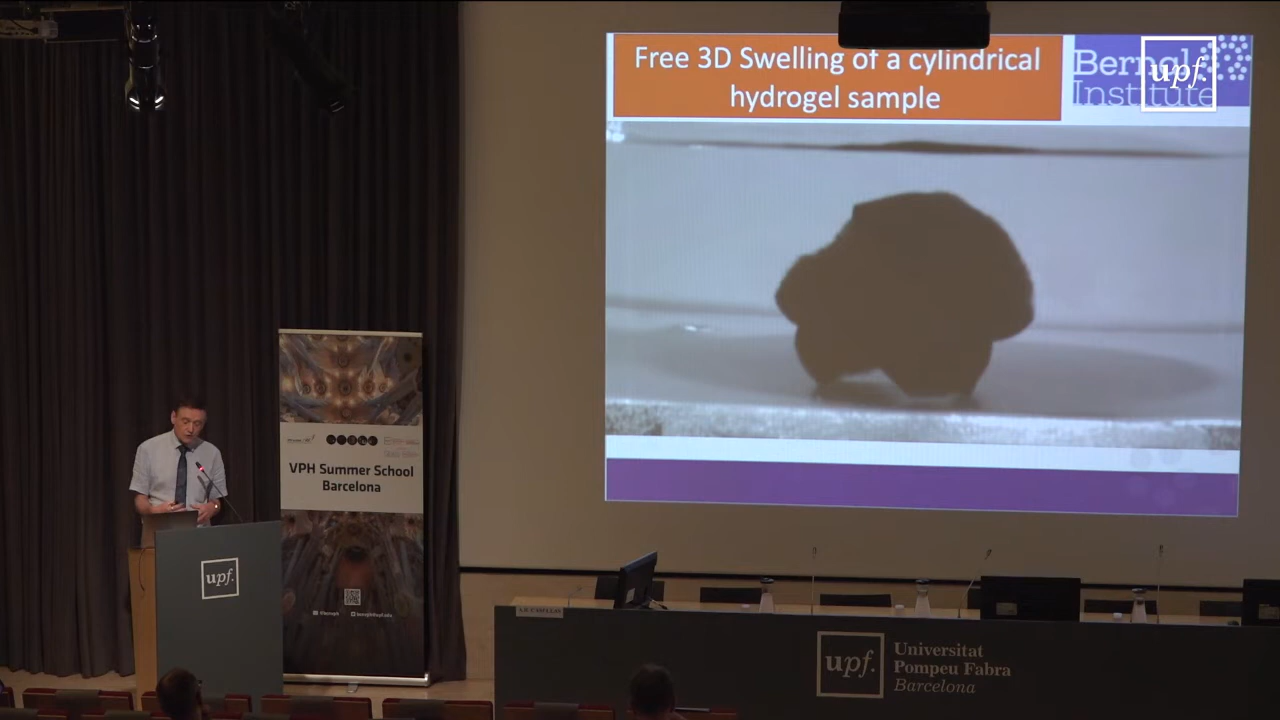 Free 3D Swelling of a cylindrical
hydrogel sample
Institute
upf.
VPH Summer School
Barcelona
upf.
upf.
Universitat
Pompeu Fabra
Barcelona